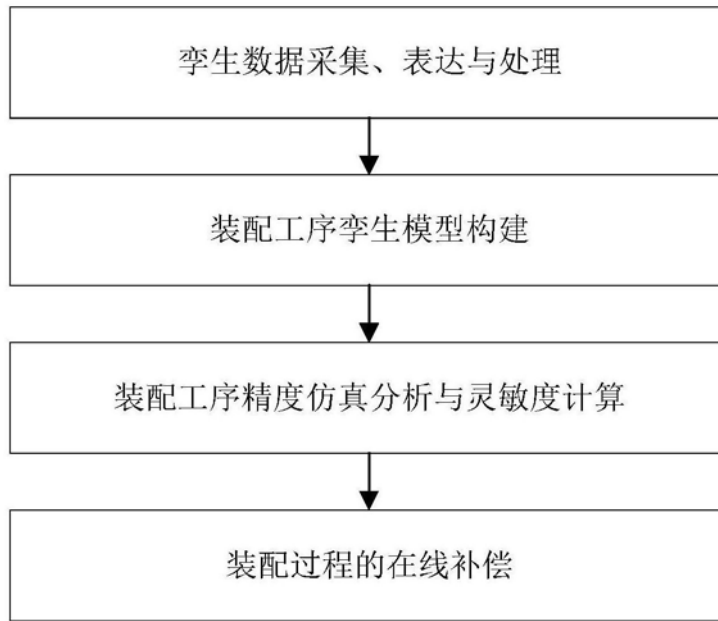 孪生数据采集、表达与处理
装配工序孪生模型构建
装配工序精度仿真分析与灵敏度计算
装配过程的在线补偿